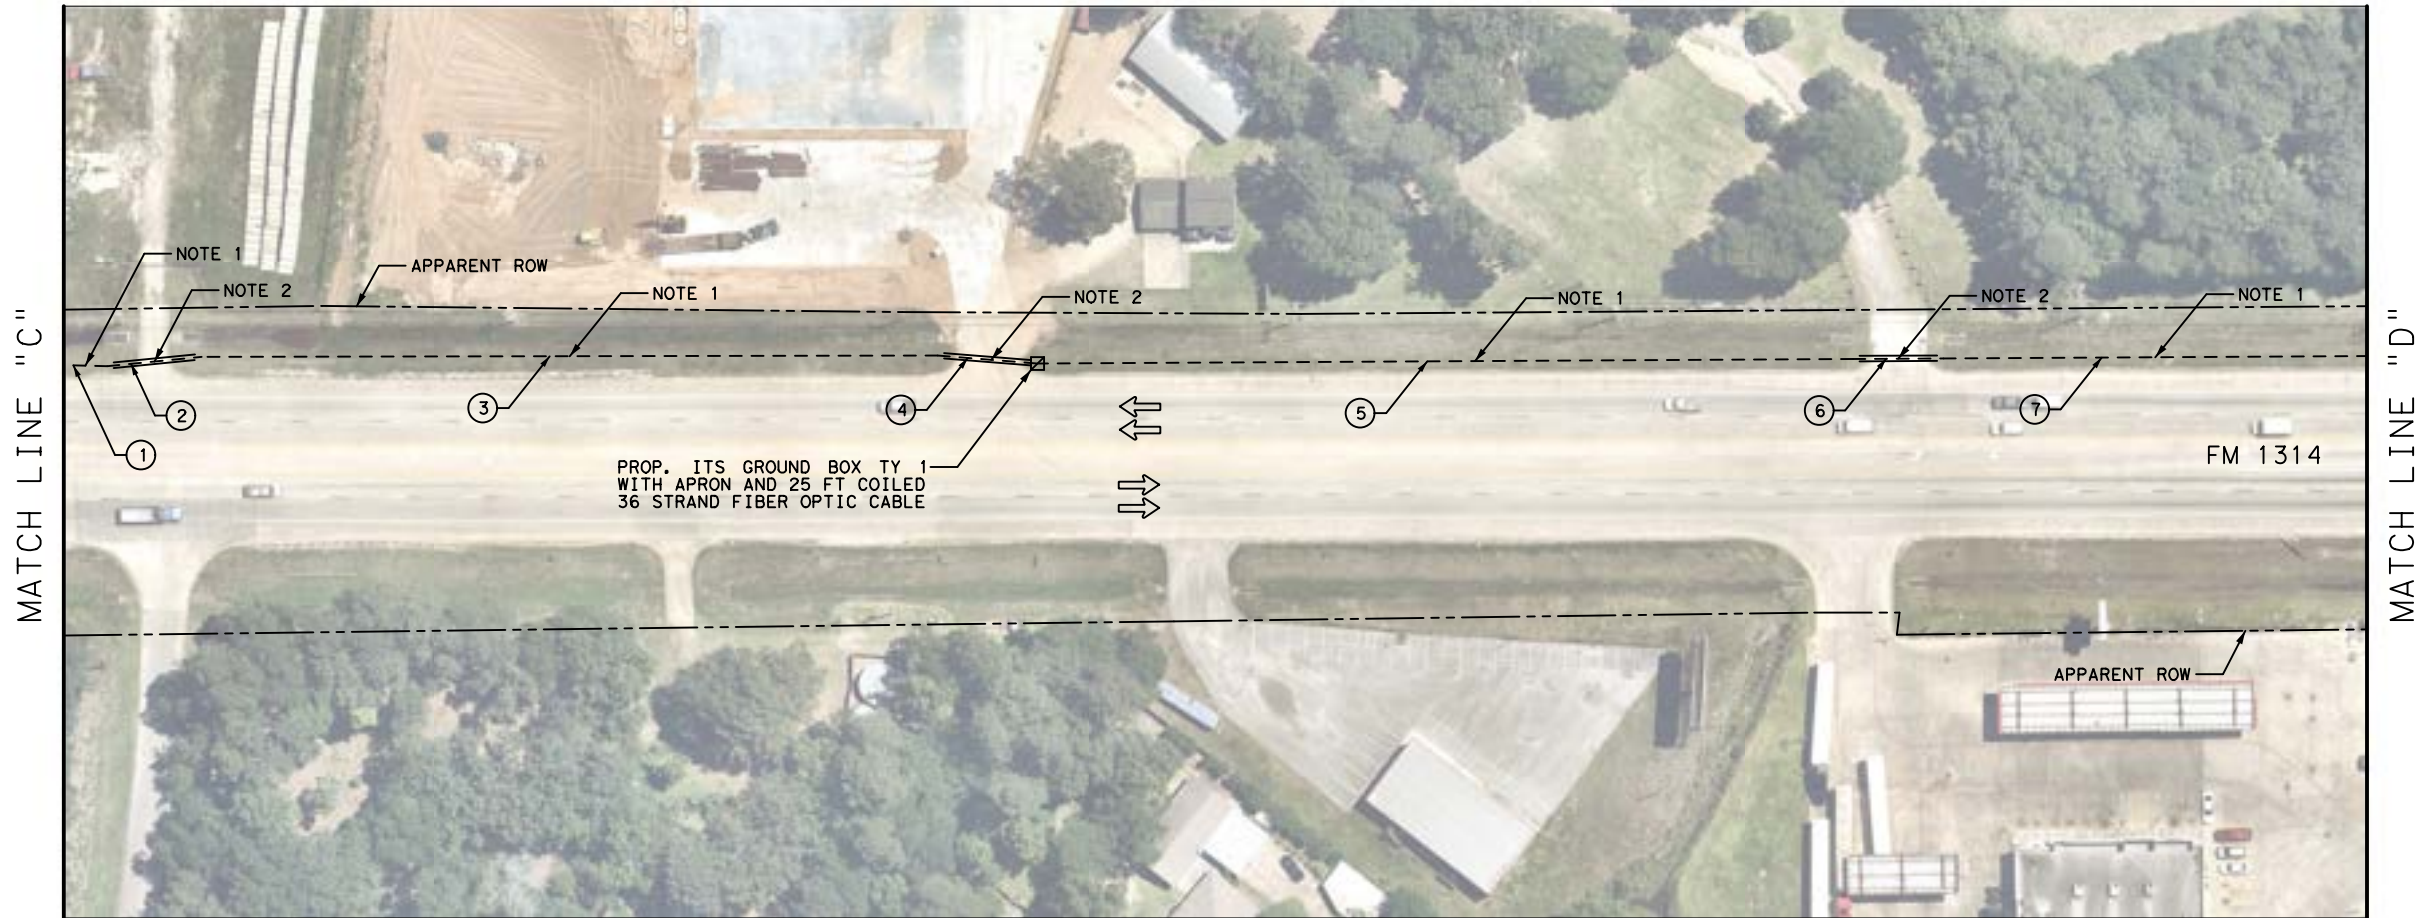 MATCH LINE "C"
NOTE 1
NOTE 2
APPARENT ROW
NOTE 1
NOTE 2
NOTE 1
NOTE 2
NOTE 1
1
2
3
4
5
6
7
PROP. ITS GROUND BOX TY 1
WITH APRON AND 25 FT COILED
36 STRAND FIBER OPTIC CABLE
FM 1314
APPARENT ROW
MATCH LINE "D"